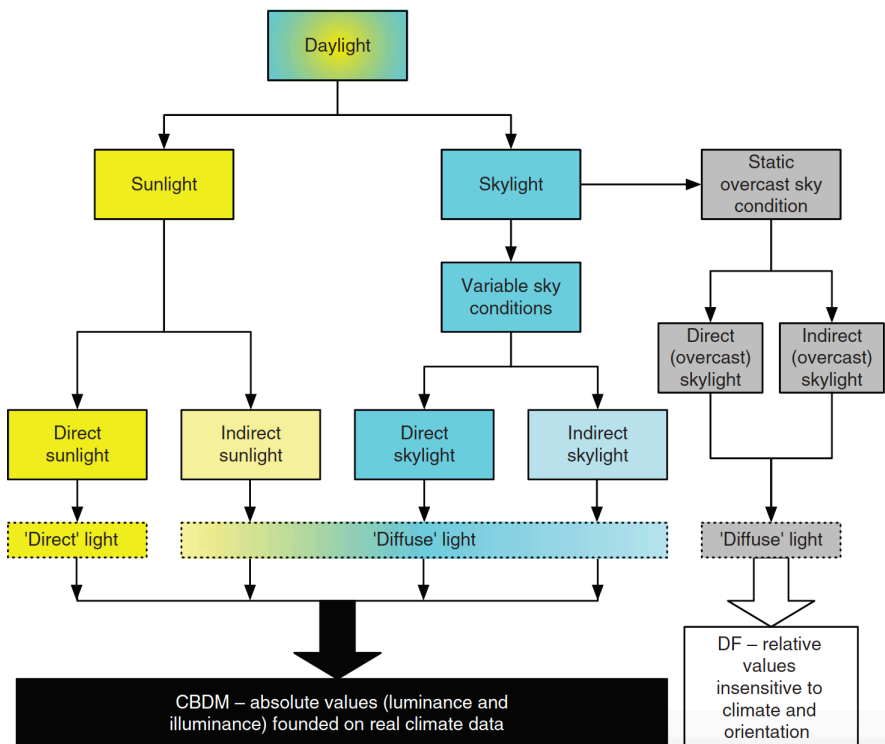 Daylight
Sunlight
Skylight
Static
overcast sky
condition
Variable sky
conditions
Direct
(overcast)
skylight
Indirect
(overcast)
skylight
Direct
sunlight
Indirect
sunlight
Direct
skylight
Indirect
skylight
'Direct' light
'Diffuse' light
'Diffuse' light
CBDM – absolute values (luminance and
illuminance) founded on real climate data
DF – relative
values
insensitive to
climate and
orientation